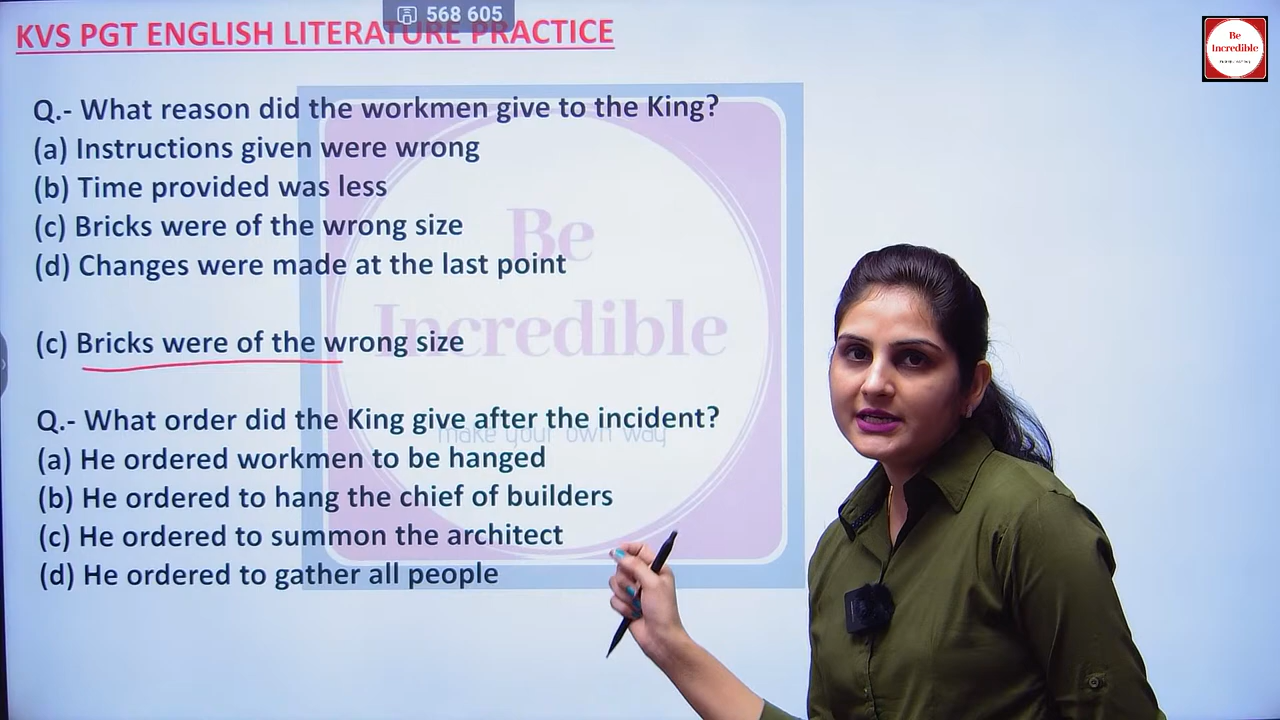 568 605
KVS PGT ENGLISH LITERATURE PRACTICE
Be
Incredible
Q.- What reason did the workmen give to the King?
(a) Instructions given were wrong
(b) Time provided was less
(c) Bricks were of the wrong size
(d) Changes were made at the last point
Be
Incredible
make your own way
(c) Bricks were of the wrong size
Q.- What order did the King give after the incident?
(a) He ordered workmen to be hanged
(b) He ordered to hang the chief of builders
(c) He ordered to summon the architect
(d) He ordered to gather all people